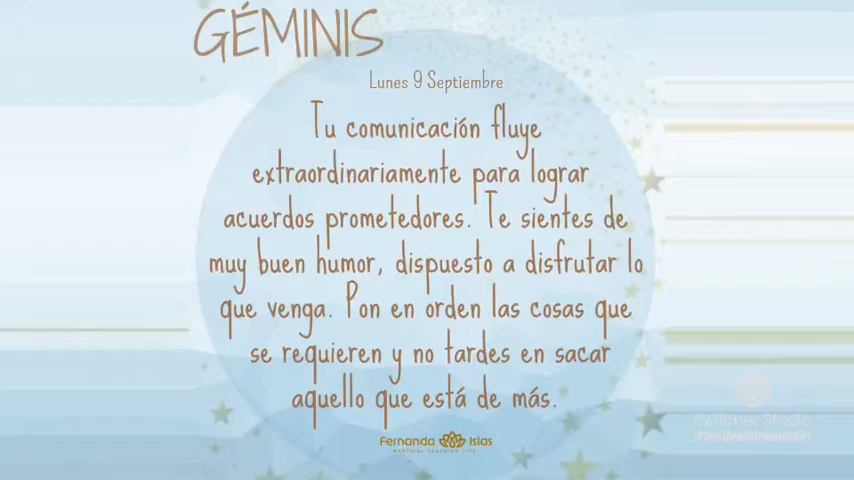 GÉMINIS
Lunes 9 Septiembre
Tu comunicación fluye
extraordinariamente para lograr
acuerdos prometedores. Te sientes de
muy buen humor, dispuesto a disfrutar lo
que venga. Pon en orden las cosas que
se requieren y no tardes en sacar
aquello que está de más.
Fernanda Islas
Switcher Studio
#madewithswitcher